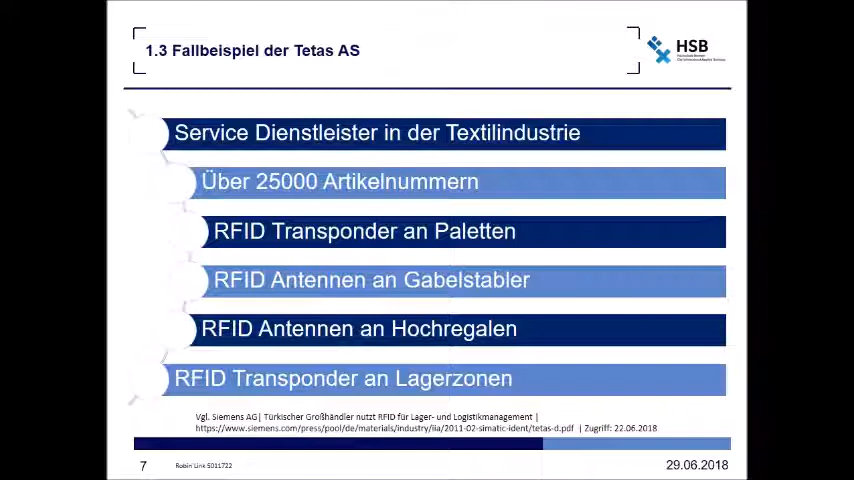 1.3 Fallbeispiel der Tetas AS
HSB
Service Dienstleister in der Textilindustrie
Über 25000 Artikelnummern
RFID Transponder an Paletten
RFID Antennen an Gabelstabler
RFID Antennen an Hochregalen
RFID Transponder an Lagerzonen
Vgl. Siemens AG| Türkischer Großhändler nutzt RFID für Lager- und Logistikmanagement |
https://www.siemens.com/press/pool/de/materials/industry/iia/2011-02-simatic-ident/tetas-d.pdf | Zugriff: 22.06.2018
7
Robin Link 5011722
29.06.2018